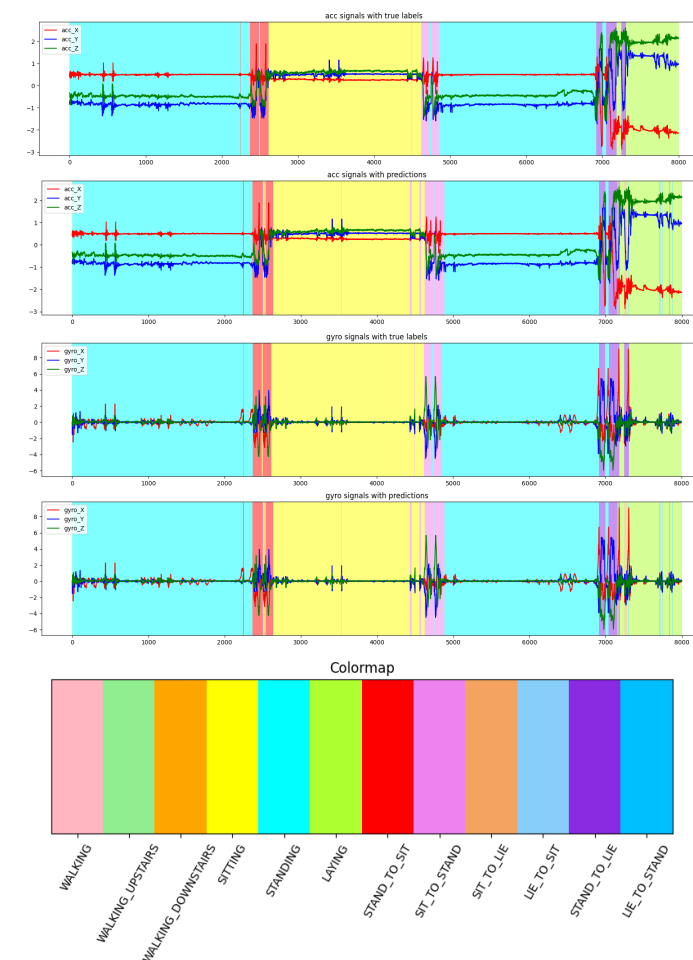 acc signals with true labels
acc_X
acc_Y
acc_Z
2
1
0
−1
−2
−3
0 1000 2000 3000 4000 5000 6000 7000 8000
acc signals with predictions
acc_X
acc_Y
acc_Z
2
1
0
−1
−2
−3
0 1000 2000 3000 4000 5000 6000 7000 8000
gyro signals with true labels
gyro_X
gyro_Y
gyro_Z
8
6
4
2
0
−2
−4
−6
0 1000 2000 3000 4000 5000 6000 7000 8000
gyro signals with predictions
gyro_X
gyro_Y
gyro_Z
8
6
4
2
0
−2
−4
−6
0 1000 2000 3000 4000 5000 6000 7000 8000
Colormap
WALKING
WALKING_UPSTAIRS
WALKING_DOWNSTAIRS
SITTING
STANDING
LAYING
STAND_TO_SIT
SIT_TO_STAND
SIT_TO_LIE
LIE_TO_SIT
STAND_TO_LIE
LIE_TO_STAND